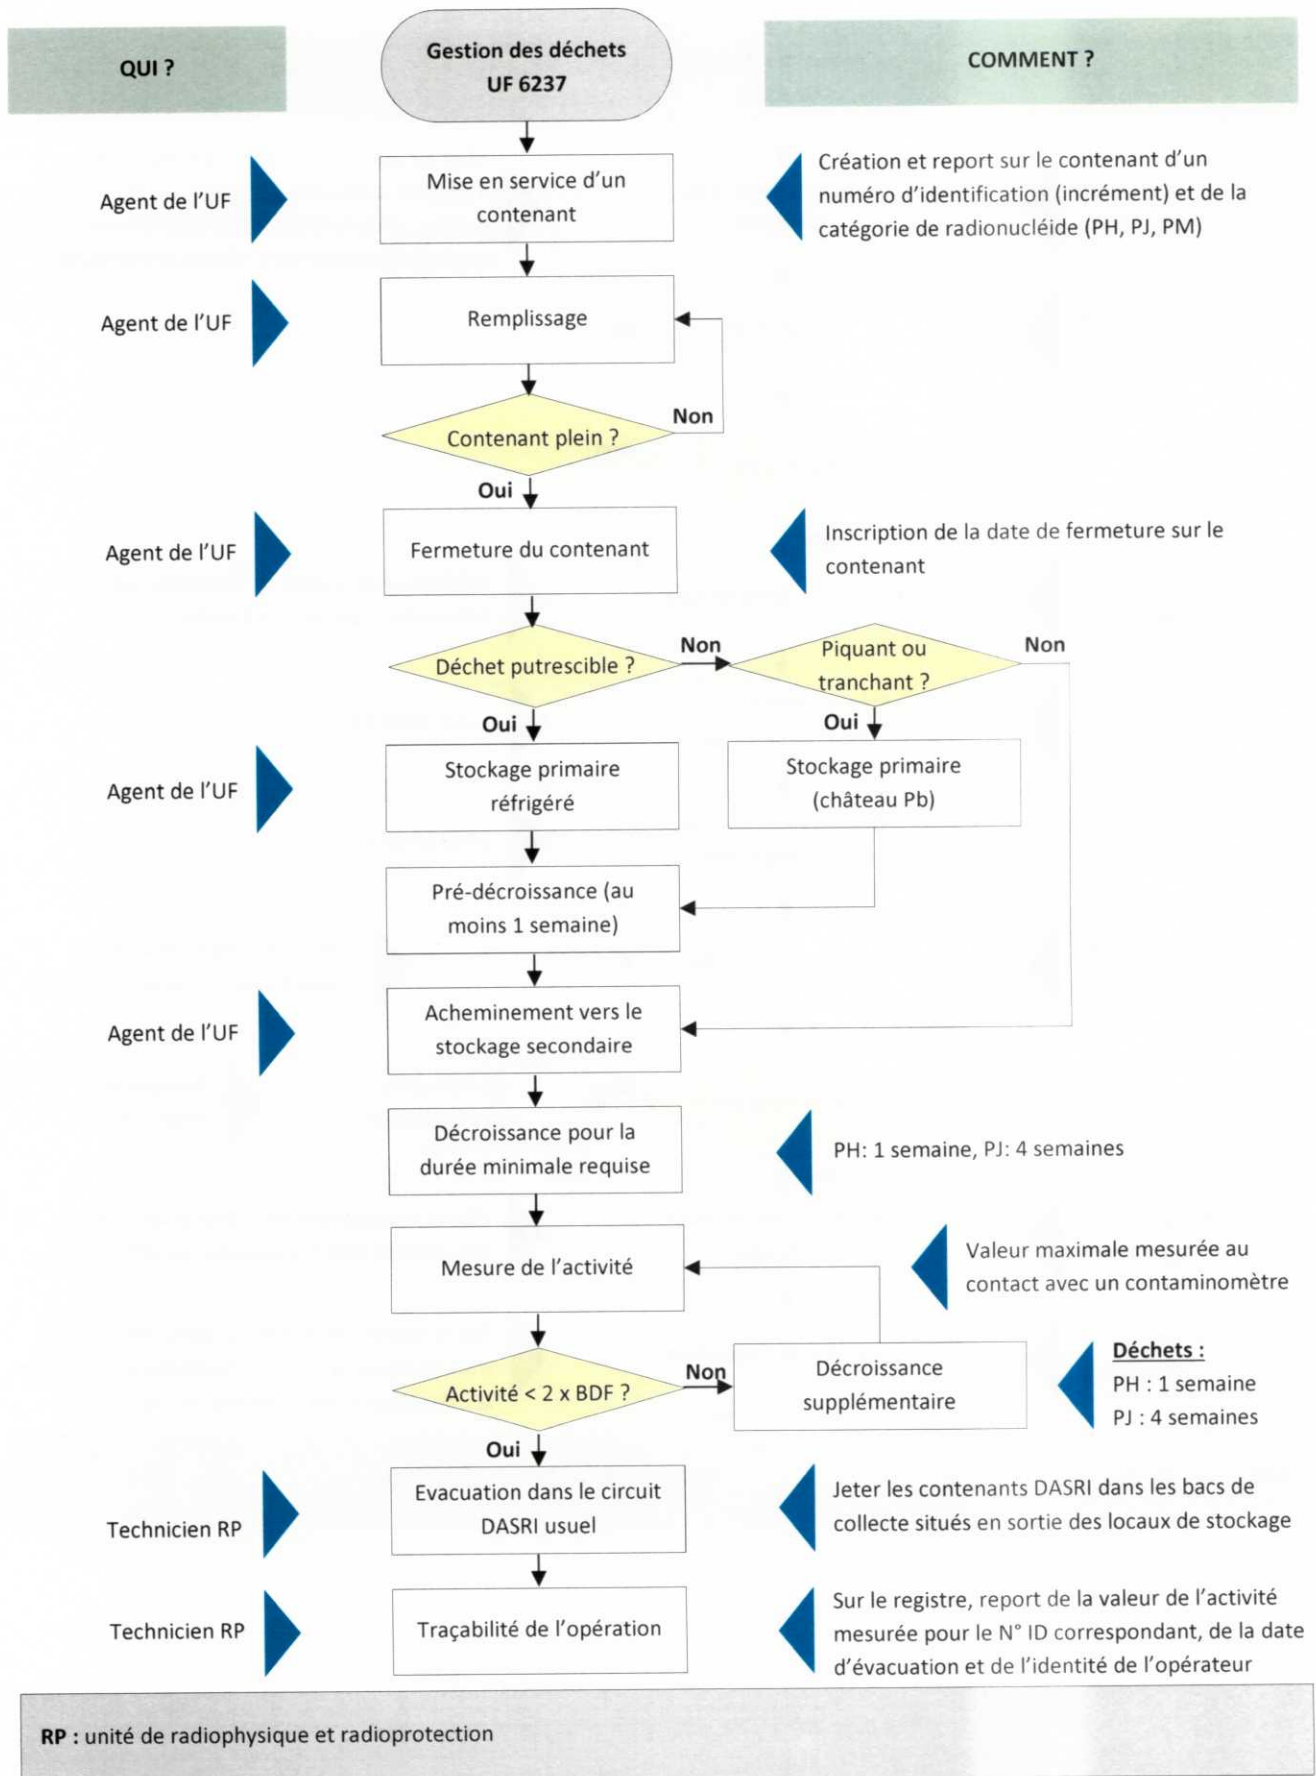 QUI ?
Gestion des déchets
UF 6237
COMMENT ?
Agent de l'UF
Mise en service d'un
contenant
Création et report sur le contenant d'un
numéro d'identification (incrément) et de la
catégorie de radionucléide (PH, PJ, PM)
Agent de l'UF
Remplissage
Non
Contenant plein ?
Oui
Agent de l'UF
Fermeture du contenant
Inscription de la date de fermeture sur le
contenant
Déchet putrescible ?
Non
Piquant ou
tranchant ?
Non
Oui
Oui
Agent de l'UF
Stockage primaire
réfrigéré
Stockage primaire
(château Pb)
Pré-décroissance (au
moins 1 semaine)
Agent de l'UF
Acheminement vers le
stockage secondaire
Décroissance pour la
durée minimale requise
PH: 1 semaine, PJ: 4 semaines
Mesure de l'activité
Valeur maximale mesurée au
contact avec un contaminomètre
Activité < 2 x BDF ?
Non
Décroissance
supplémentaire
Déchets :
PH : 1 semaine
PJ : 4 semaines
Oui
Technicien RP
Evacuation dans le circuit
DASRI usuel
Jeter les contenants DASRI dans les bacs de
collecte situés en sortie des locaux de stockage
Technicien RP
Traçabilité de l'opération
Sur le registre, report de la valeur de l'activité
mesurée pour le N° ID correspondant, de la date
d'évacuation et de l'identité de l'opérateur
RP : unité de radiophysique et radioprotection